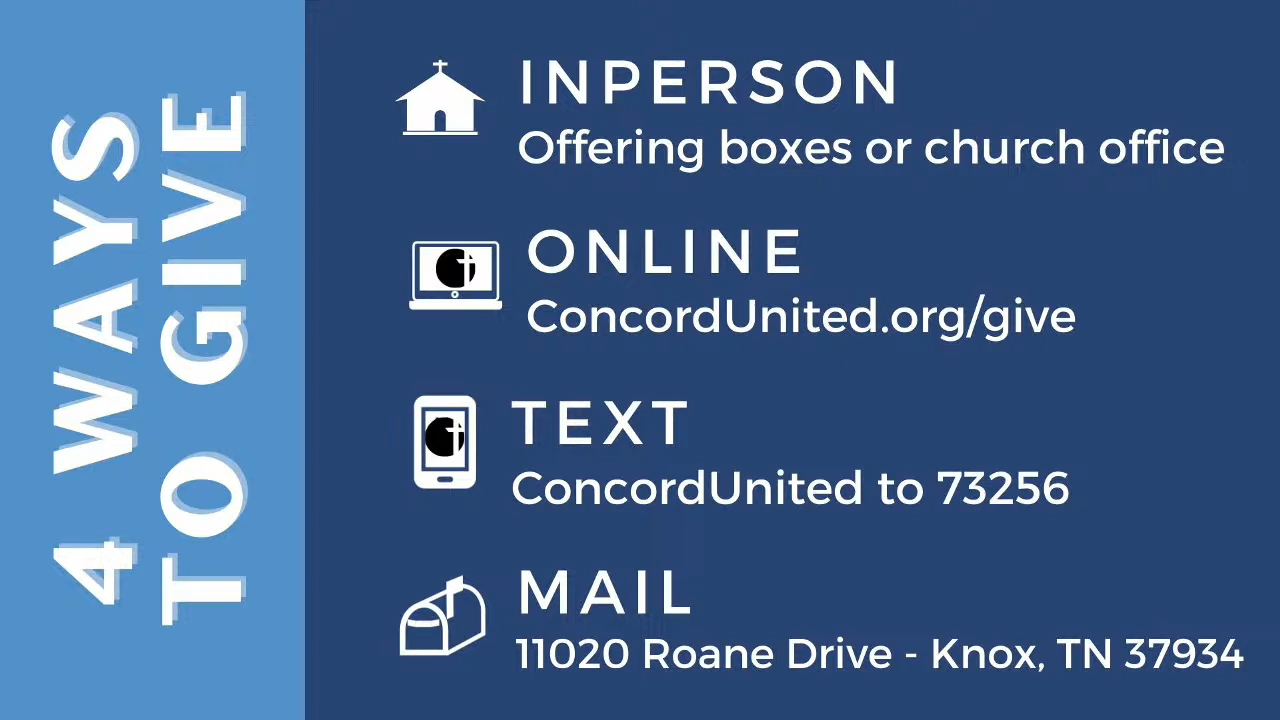 4 WAYS
TO GIVE
INPERSON
Offering boxes or church office
ONLINE
ConcordUnited.org/give
TEXT
ConcordUnited to 73256
MAIL
11020 Roane Drive - Knox, TN 37934